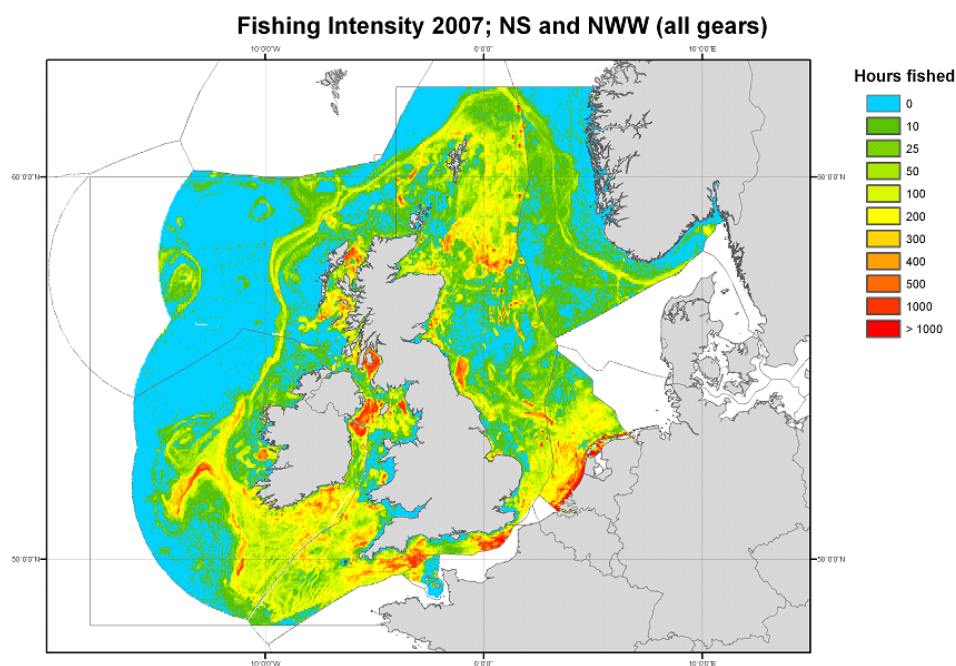 Fishing Intensity 2007; NS and NWW (all gears)
10°0'0"W 0°0'0" 10°0'0"E
Hours fished
0
10
25
50
100
200
300
400
500
1000
> 1000
60°0'0"N 60°0'0"N
50°0'0"N 50°0'0"N
10°0'0"W 0°0'0" 10°0'0"E